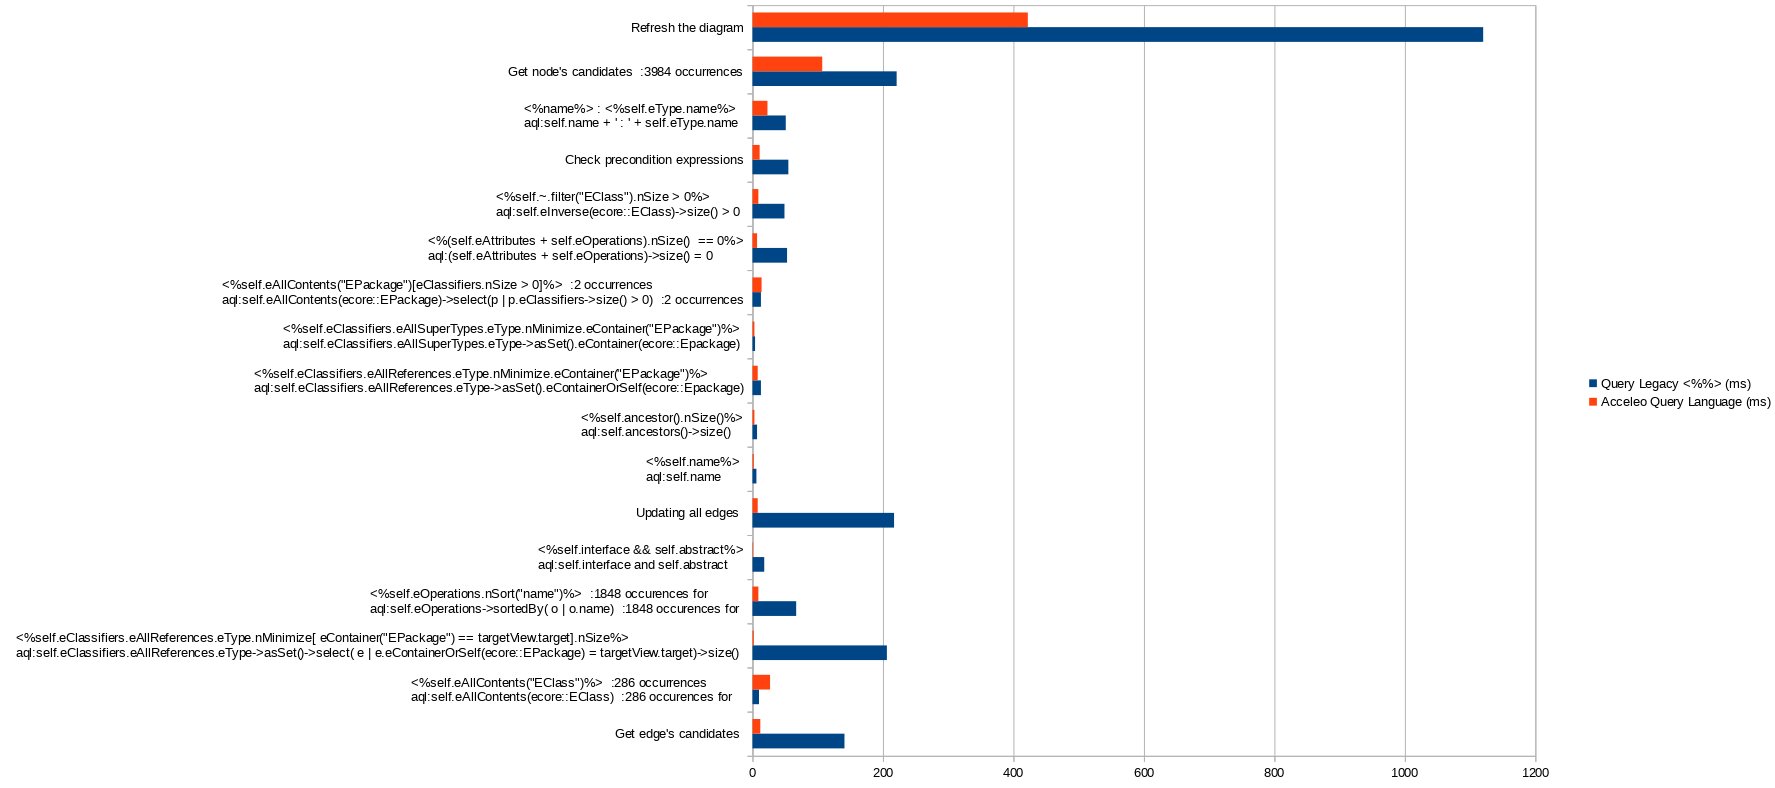 Refresh the diagram
Get node's candidates  :3984 occurrences
<%name%> : <%self.eType.name%>
aql:self.name + ' : ' + self.eType.name
Check precondition expressions
<%self.~.filter("EClass").nSize > 0%>
aql:self.eInverse(ecore::EClass)->size() > 0
<%(self.eAttributes + self.eOperations).nSize()  == 0%>
aql:(self.eAttributes + self.eOperations)->size() = 0
<%self.eAllContents("EPackage")[eClassifiers.nSize > 0]%>  :2 occurrences
aql:self.eAllContents(ecore::EPackage)->select(p | p.eClassifiers->size() > 0)  :2 occurrences
<%self.eClassifiers.eAllSuperTypes.eType.nMinimize.eContainer("EPackage")%>
aql:self.eClassifiers.eAllSuperTypes.eType->asSet().eContainer(ecore::Epackage)
<%self.eClassifiers.eAllReferences.eType.nMinimize.eContainer("EPackage")%>
aql:self.eClassifiers.eAllReferences.eType->asSet().eContainerOrSelf(ecore::Epackage)
<%self.ancestor().nSize()%>
aql:self.ancestors()->size()
<%self.name%>
aql:self.name
Updating all edges
<%self.interface && self.abstract%>
aql:self.interface and self.abstract
<%self.eOperations.nSort("name")%>  :1848 occurences for
aql:self.eOperations->sortedBy( o | o.name)  :1848 occurences for
<%self.eClassifiers.eAllReferences.eType.nMinimize[ eContainer("EPackage") == targetView.target].nSize%>
aql:self.eClassifiers.eAllReferences.eType->asSet()->select( e | e.eContainerOrSelf(ecore::EPackage) = targetView.target)->size()
<%self.eAllContents("EClass")%>  :286 occurrences
aql:self.eAllContents(ecore::EClass)  :286 occurences for
Get edge's candidates
0 200 400 600 800 1000 1200
Query Legacy <%%> (ms)
Acceleo Query Language (ms)